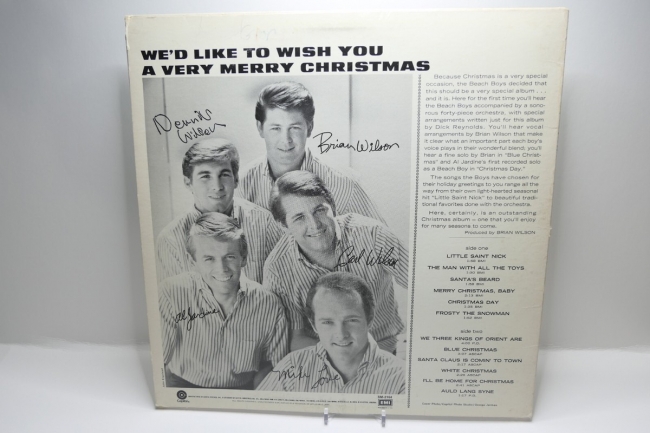 WE'D LIKE TO WISH YOU
A VERY MERRY CHRISTMAS
Because Christmas is a very special
occasion, the Beach Boys decided that
this should be a very special album . . .
and it is. Here for the first time you'll hear
the Beach Boys accompanied by a sono-
rous forty-piece orchestra, with special
arrangements written just for this album
by Dick Reynolds. You'll hear vocal
arrangements by Brian Wilson that make
it clear what an important part each boy's
voice plays in their wonderful blend, you'll
hear a fine solo by Brian in "Blue Christ-
mas" and Al Jardine's first recorded solo
as a Beach Boy in "Christmas Day."
The songs the Boys have chosen for
their holiday greetings to you range all the
way from their own light-hearted seasonal
hit "Little Saint Nick" to beautiful tradi-
tional favorites done with the orchestra.
Here, certainly, is an outstanding
Christmas album – one that you'll enjoy
for many seasons to come.
Produced by BRIAN WILSON
Dennis
Wilson
Brian Wilson
Carl Wilson
Al Jardine
Mike Love
side one
LITTLE SAINT NICK
THE MAN WITH ALL THE TOYS
SANTA'S BEARD
MERRY CHRISTMAS, BABY
CHRISTMAS DAY
FROSTY THE SNOWMAN
side two
WE THREE KINGS OF ORIENT ARE
BLUE CHRISTMAS
SANTA CLAUS IS COMIN' TO TOWN
WHITE CHRISTMAS
I'LL BE HOME FOR CHRISTMAS
AULD LANG SYNE
Capitol
EMI